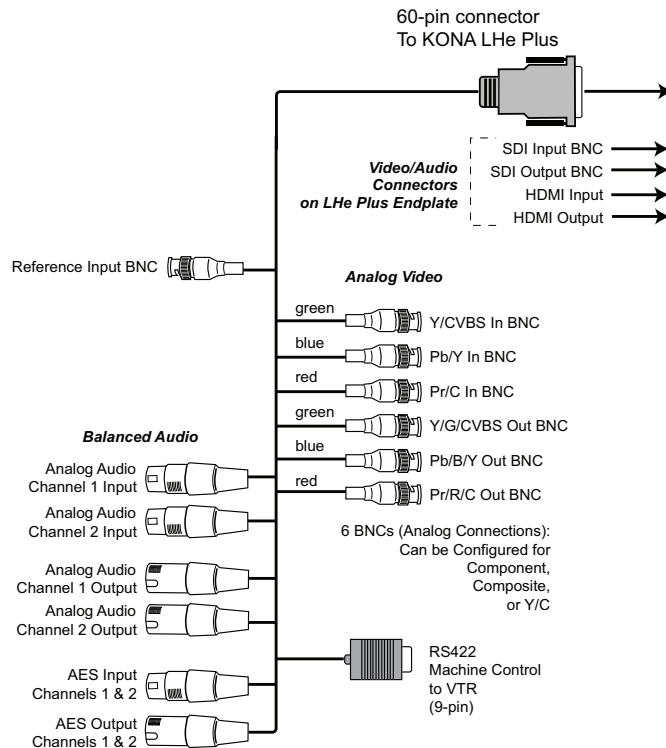 60-pin connector
To KONA LHe Plus
Video/Audio
Connectors
on LHe Plus Endplate
SDI Input BNC
SDI Output BNC
HDMI Input
HDMI Output
Reference Input BNC
Analog Video
green
Y/CVBS In BNC
blue
Pb/Y In BNC
red
Pr/C In BNC
green
Y/G/CVBS Out BNC
blue
Pb/B/Y Out BNC
red
Pr/R/C Out BNC
6 BNCs (Analog Connections):
Can be Configured for
Component,
Composite,
or Y/C
Balanced Audio
Analog Audio
Channel 1 Input
Analog Audio
Channel 2 Input
Analog Audio
Channel 1 Output
Analog Audio
Channel 2 Output
AES Input
Channels 1 & 2
AES Output
Channels 1 & 2
RS422
Machine Control
to VTR
(9-pin)